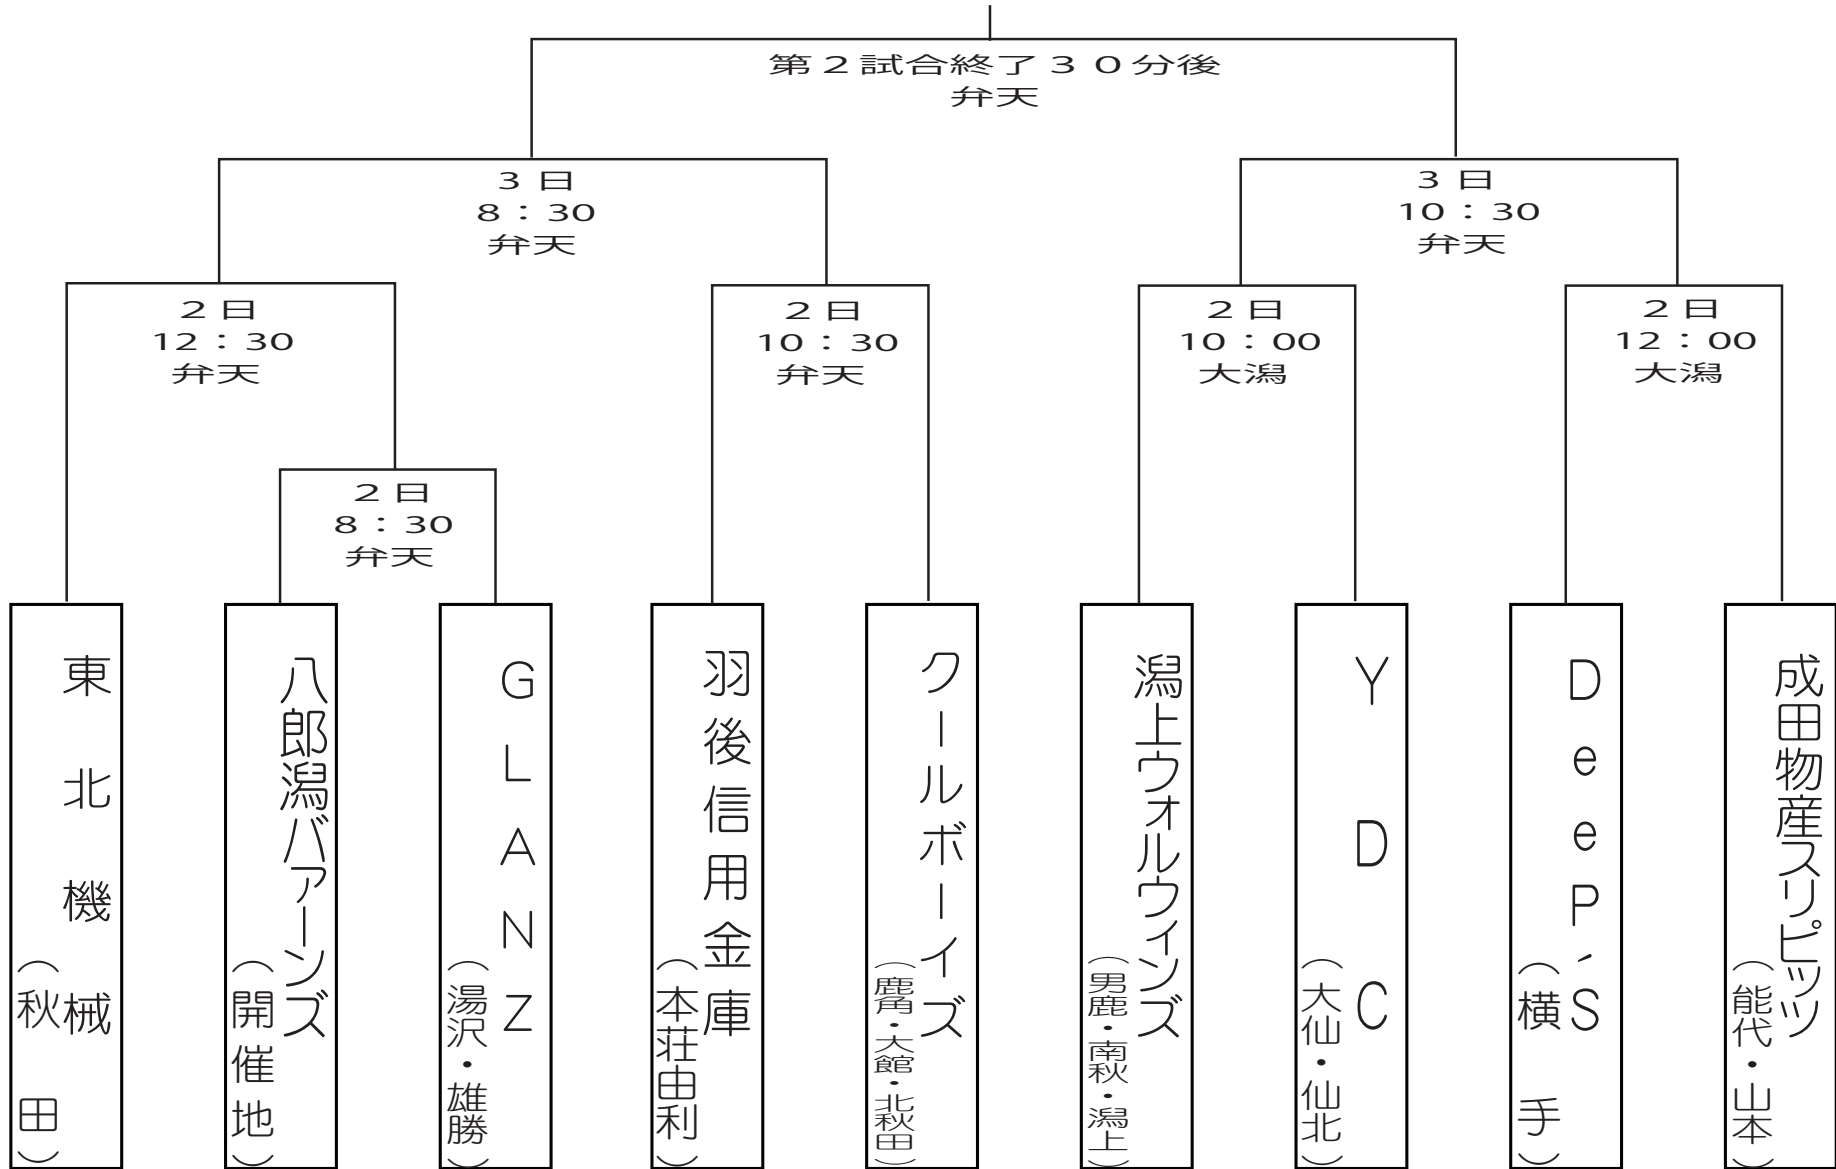 第２試合終了３０分後
弁天
３日
８：３０
弁天
３日
１０：３０
弁天
２日
１２：３０
弁天
２日
１０：３０
弁天
２日
１０：００
大潟
２日
１２：００
大潟
２日
８：３０
弁天
東北機械
（秋田）
八郎潟バァーンズ
（開催地）
ＧＬＡＮＺ
（湯沢・雄勝）
羽後信用金庫
（本荘由利）
クールボーイズ
（鹿角・大館・北秋田）
潟上ウォルウィンズ
（男鹿・南秋・潟上）
ＹＤＣ
（大仙・仙北）
ＤｅｅＰ´Ｓ
（横手）
成田物産スリピッツ
（能代・山本）